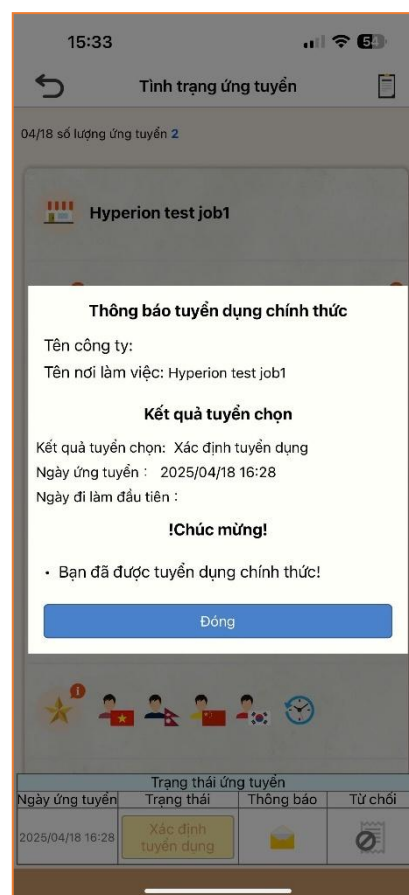 15:33
54
Tình trạng ứng tuyển
04/18 số lượng ứng tuyển 2
Hyperion test job1
Thông báo tuyển dụng chính thức
Tên công ty:
Tên nơi làm việc: Hyperion test job1
Kết quả tuyển chọn
Kết quả tuyển chọn: Xác định tuyển dụng
Ngày ứng tuyển : 2025/04/18 16:28
Ngày đi làm đầu tiên :
!Chúc mừng!
• Bạn đã được tuyển dụng chính thức!
Đóng
Trạng thái ứng tuyển
Ngày ứng tuyển Trạng thái Thông báo Từ chối
2025/04/18 16:28 Xác định
tuyển dụng